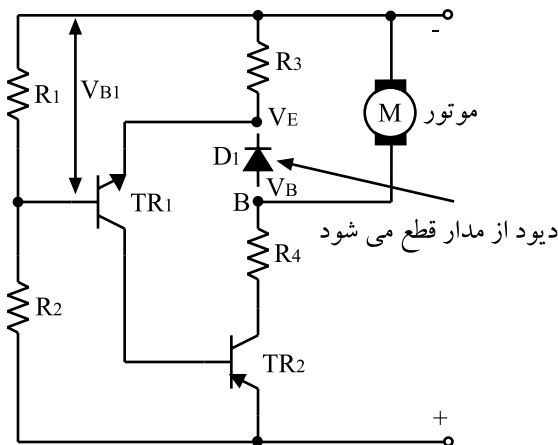 -
R1
VB1
R3
M
موتور
VE
D1
VB
TR1
B
دیود از مدار قطع می شود
R4
R2
TR2
+